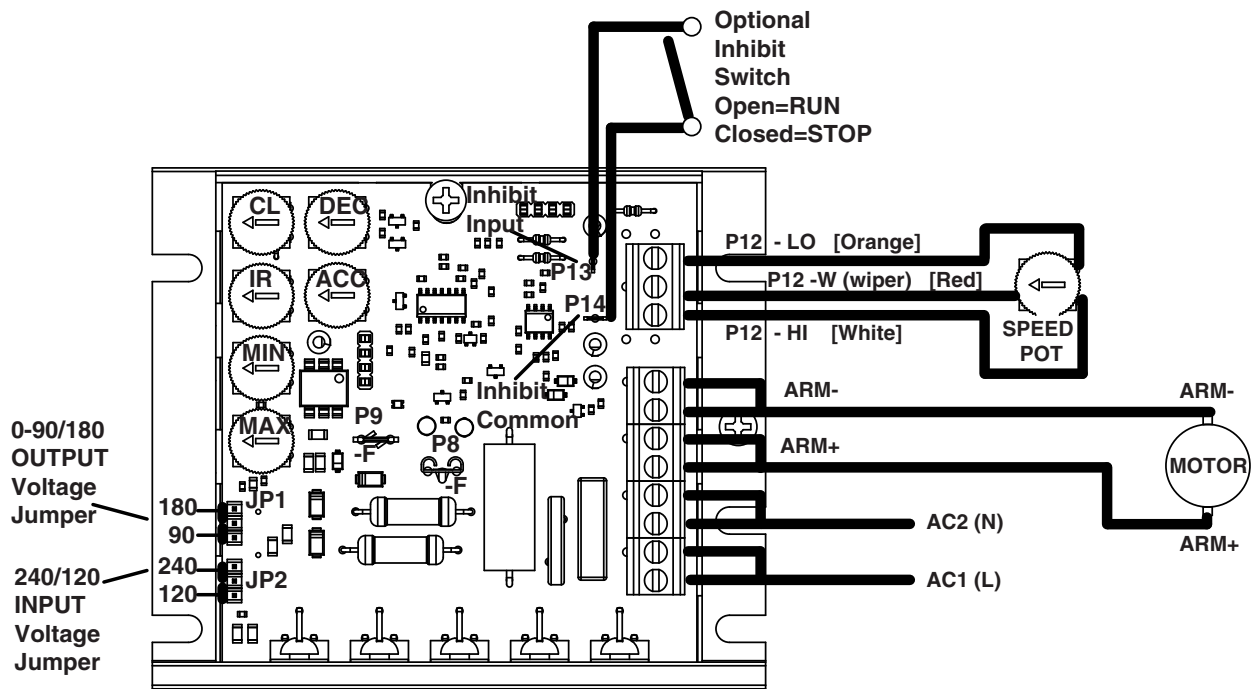 Optional
Inhibit
Switch
Open=RUN
Closed=STOP
CL
DEC
Inhibit
Input
P13
IR
ACC
P14
MIN
Inhibit
Common
MAX
P9
-F
P8
-F
P12 - LO [Orange]
P12 -W (wiper) [Red]
P12 - HI [White]
SPEED
POT
ARM-
ARM-
ARM+
MOTOR
ARM+
AC2 (N)
AC1 (L)
0-90/180
OUTPUT
Voltage
Jumper
180
JP1
90
240/120
INPUT
Voltage
Jumper
240
JP2
120